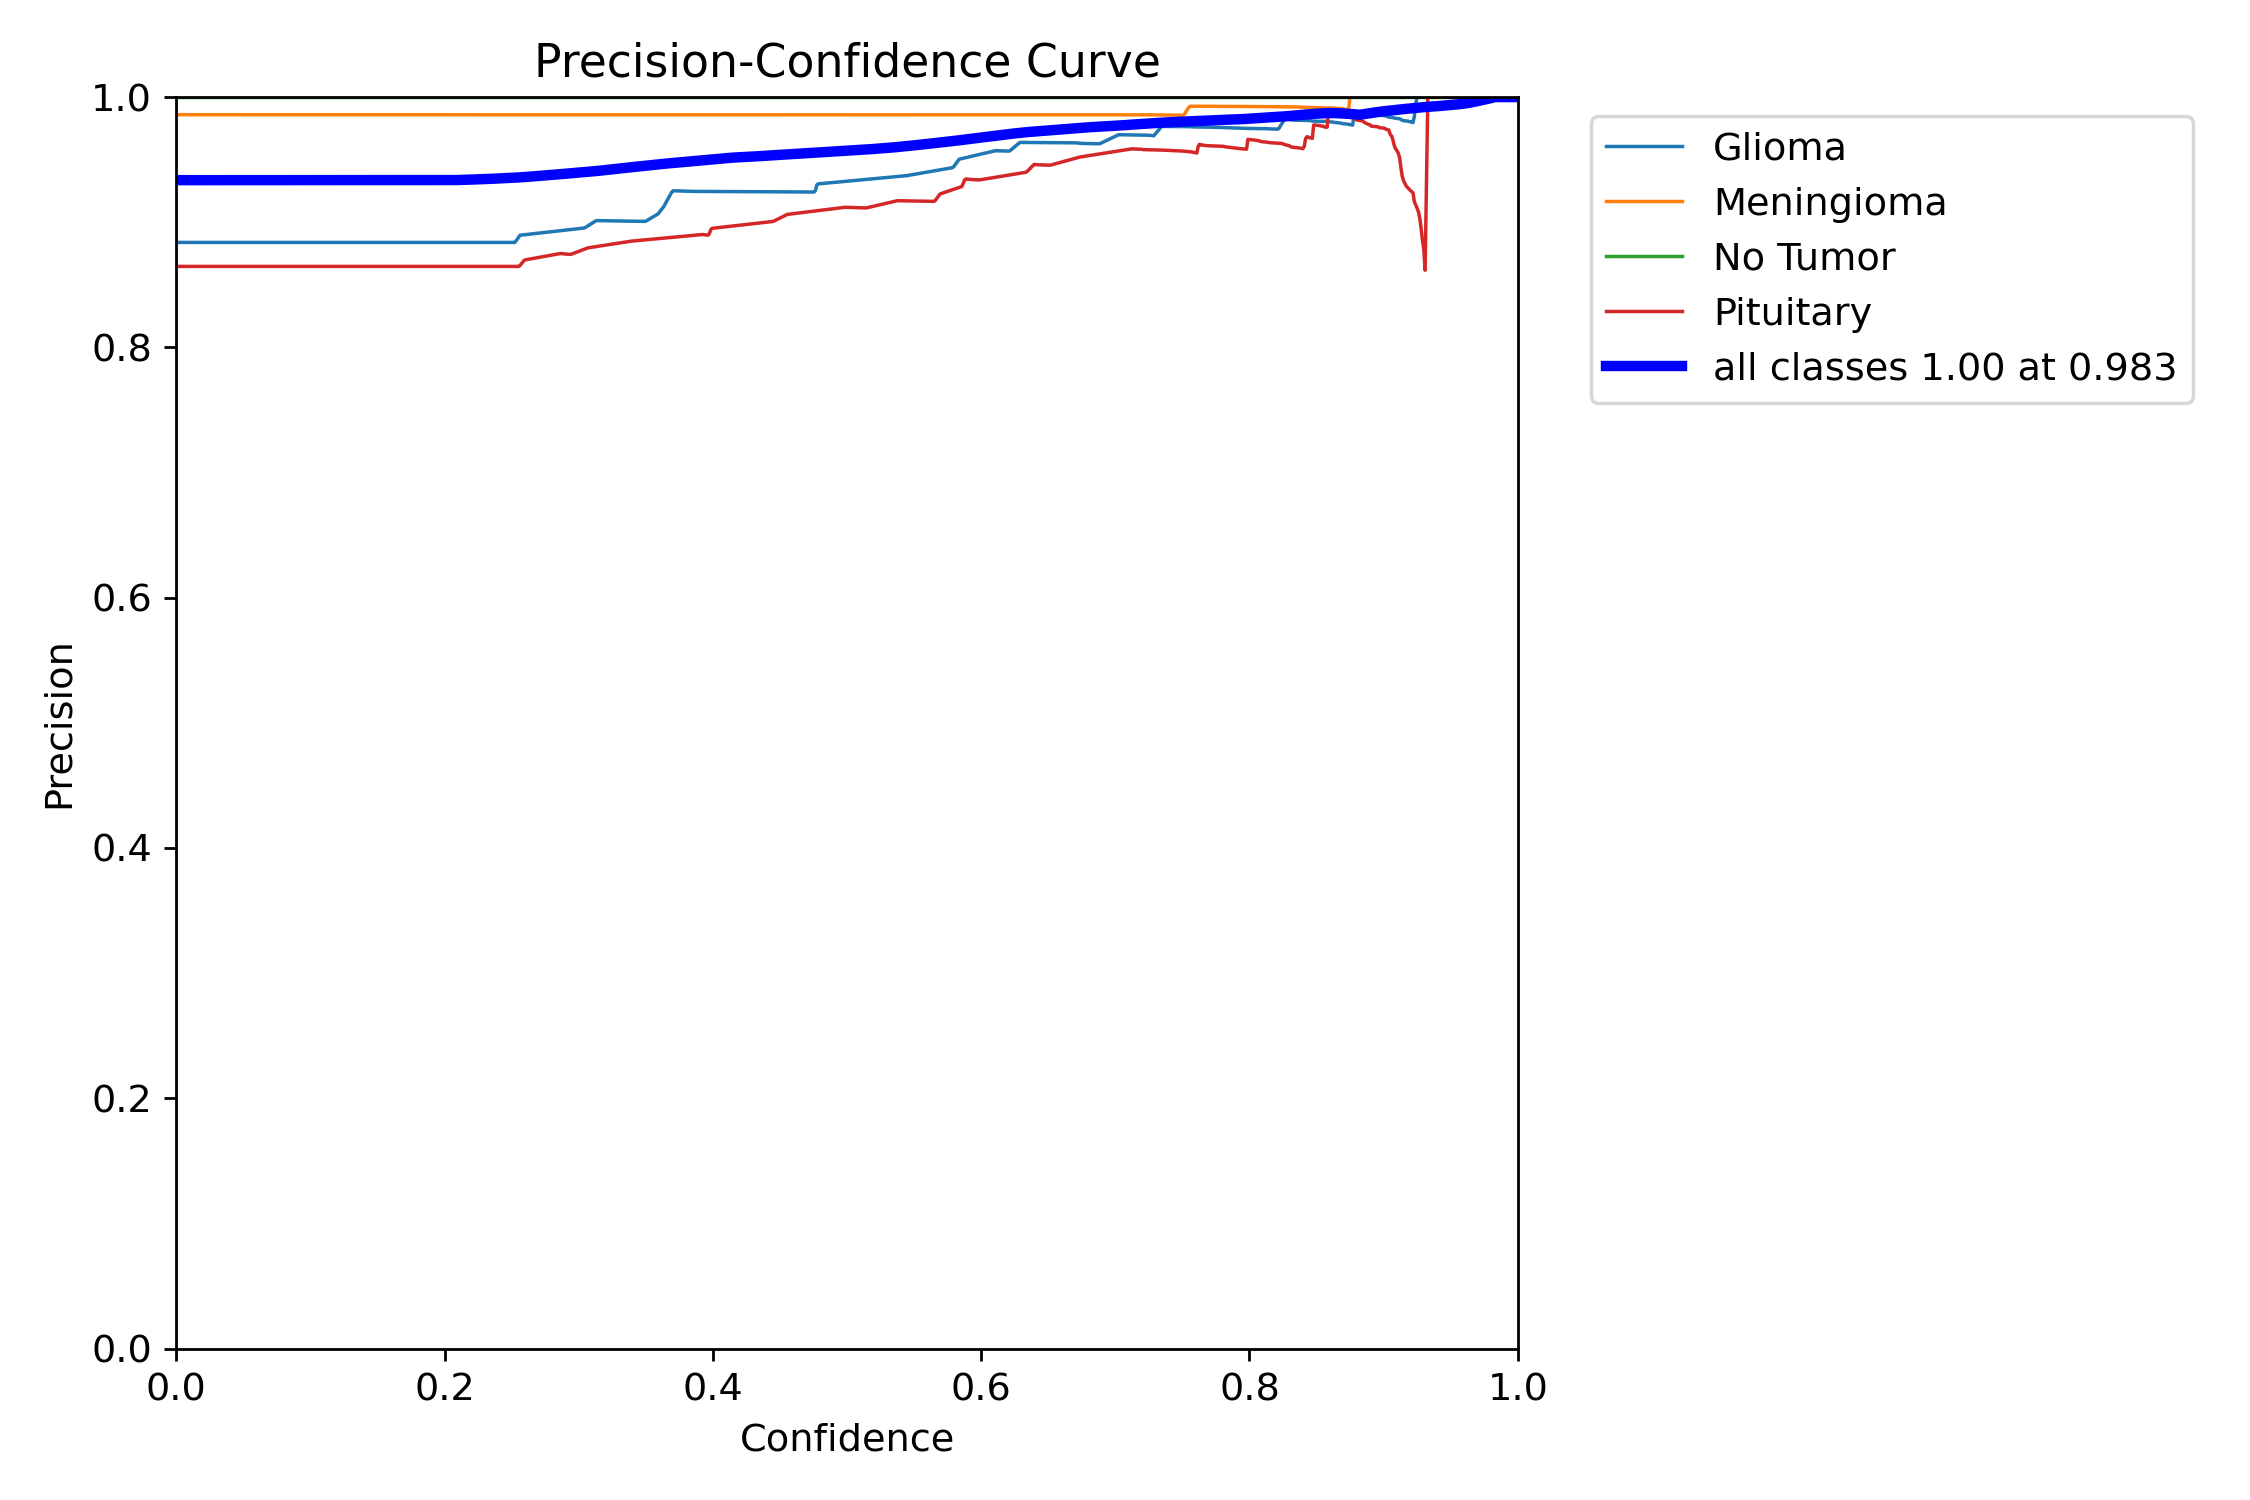 Precision-Confidence Curve
1.0
0.8
0.6
0.4
0.2
0.0
Precision
0.0 0.2 0.4 0.6 0.8 1.0
Confidence
Glioma
Meningioma
No Tumor
Pituitary
all classes 1.00 at 0.983